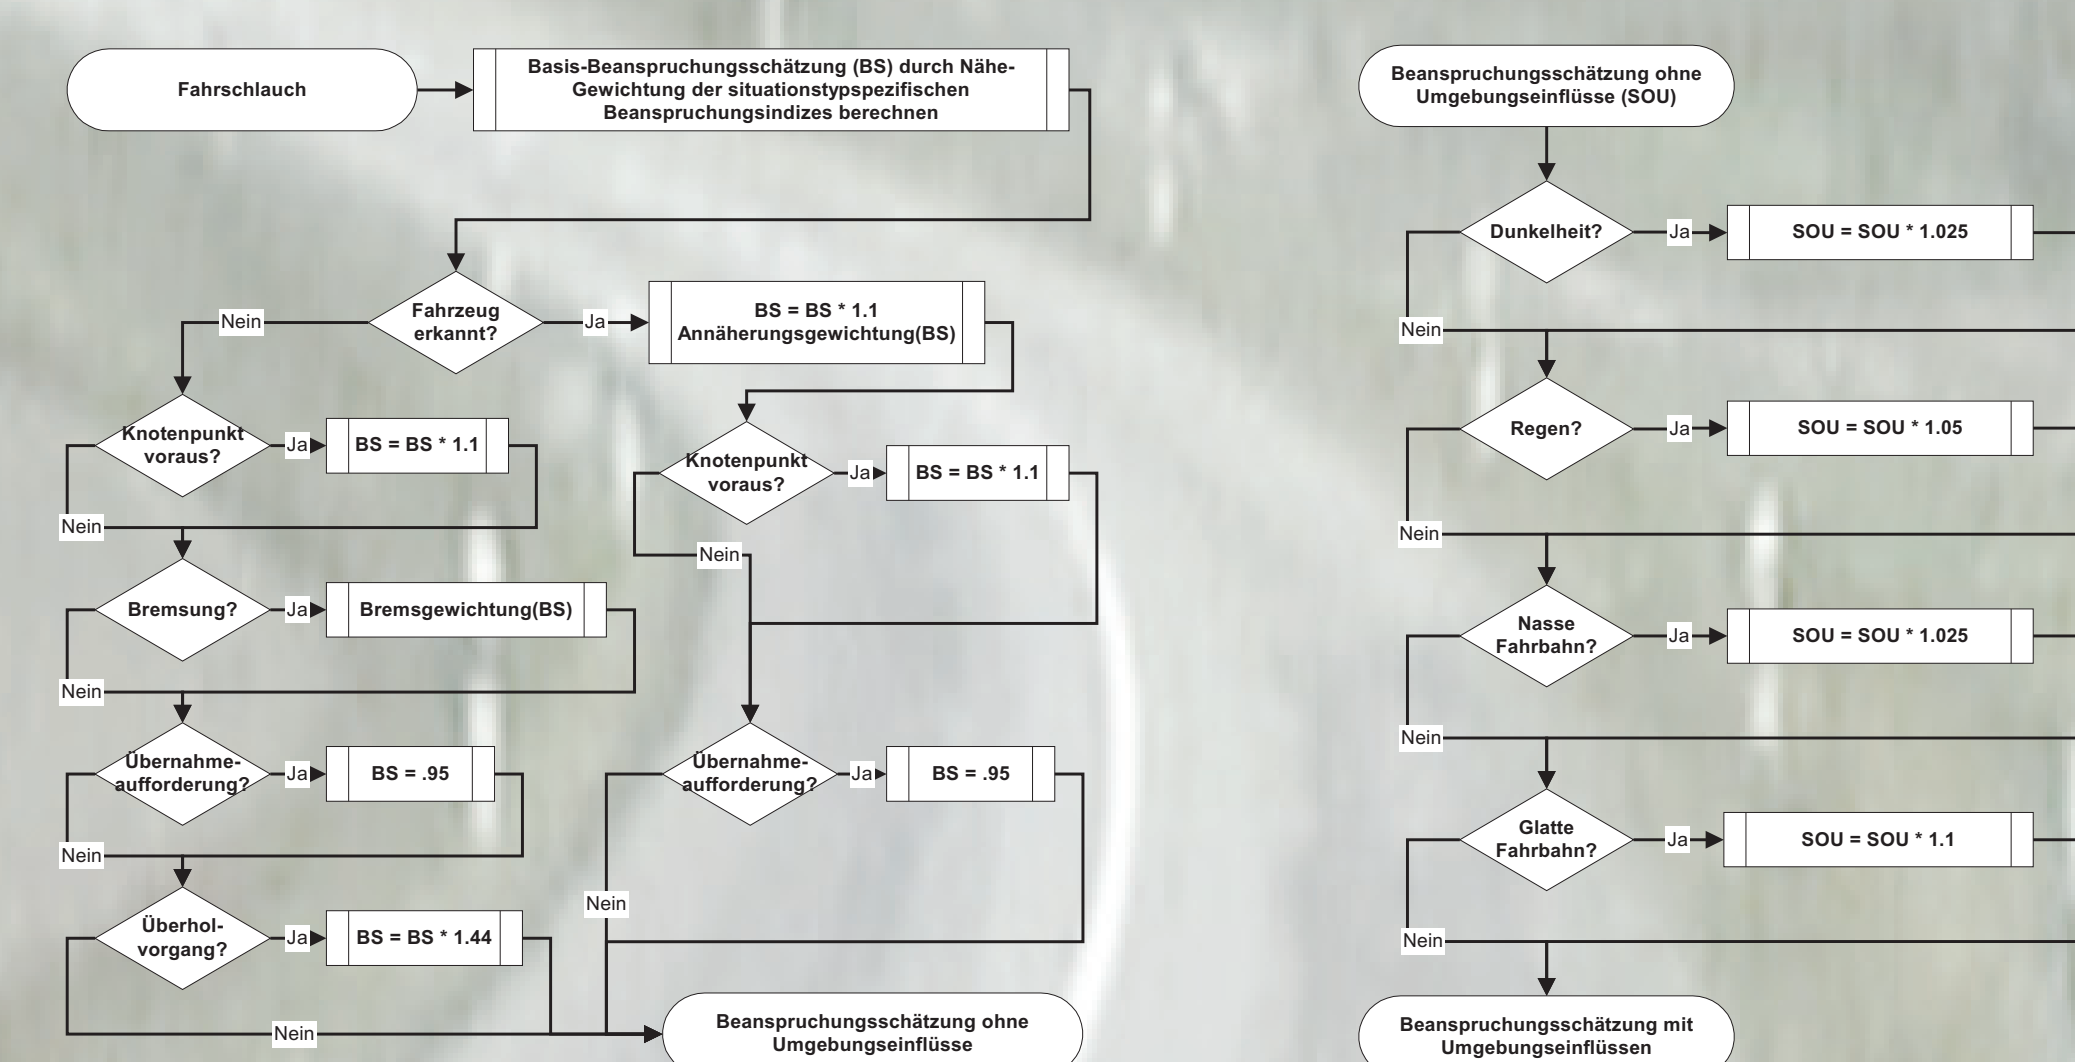 Fahrschlauch
Basis-Beanspruchungsschätzung (BS) durch Nähe-
Gewichtung der situationstypspezifischen
Beanspruchungsindizes berechnen
Fahrzeug
erkannt?
Nein
Ja
BS = BS * 1.1
Annäherungsgewichtung(BS)
Knotenpunkt
voraus?
Ja
BS = BS * 1.1
Nein
Bremsung?
Ja
Bremsgewichtung(BS)
Nein
Übernahme-
aufforderung?
Ja
BS = .95
Nein
Überhol-
vorgang?
Ja
BS = BS * 1.44
Nein
Knotenpunkt
voraus?
Ja
BS = BS * 1.1
Nein
Übernahme-
aufforderung?
Ja
BS = .95
Nein
Beanspruchungsschätzung ohne
Umgebungseinflüsse
Beanspruchungsschätzung ohne
Umgebungseinflüsse (SOU)
Dunkelheit?
Ja
SOU = SOU * 1.025
Nein
Regen?
Ja
SOU = SOU * 1.05
Nein
Nasse
Fahrbahn?
Ja
SOU = SOU * 1.025
Nein
Glatte
Fahrbahn?
Ja
SOU = SOU * 1.1
Nein
Beanspruchungsschätzung mit
Umgebungseinflüssen